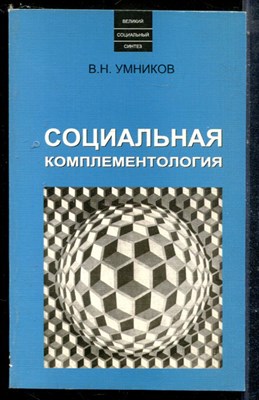 ВЕЛИКИЙ
СОЦИАЛЬНЫЙ
СИНТЕЗ
В.Н. УМНИКОВ
СОЦИАЛЬНАЯ
КОМПЛЕМЕНТОЛОГИЯ